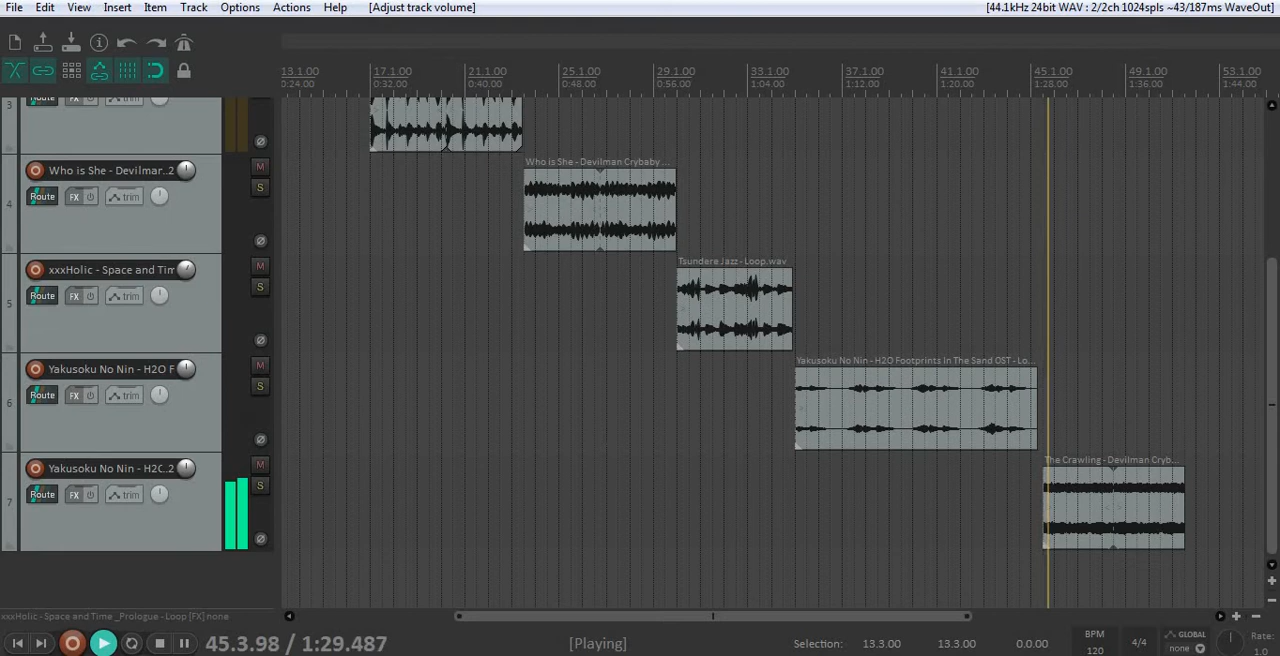 File Edit View Insert Item Track Options Actions Help [Adjust track volume] [44.1kHz 24bit WAV : 2/2ch 1024spls ~43/187ms WaveOut]
13.1.00 17.1.00 21.1.00 25.1.00 29.1.00 33.1.00 37.1.00 41.1.00 45.1.00 49.1.00 53.1.00
0:24.00 0:32.00 0:40.00 0:48.00 0:56.00 1:04.00 1:12.00 1:20.00 1:28.00 1:36.00 1:44.00
3 Route FX trim
Who is She - Devilman Crybaby ...
Who is She - Devilmar..2 M
4 Route FX trim S
Tsundere Jazz - Loop.wav
xxxHolic - Space and Tim M
5 Route FX trim S
Yakusoku No Nin - H2O Footprints In The Sand OST - Lo...
Yakusoku No Nin - H2O F M
6 Route FX trim S
The Crawling - Devilman Cryb...
Yakusoku No Nin - H2C..2 M
7 Route FX trim S
xxxHolic - Space and Time _Prologue - Loop [FX] none
45.3.98 / 1:29.487 [Playing] Selection: 13.3.00 13.3.00 0.0.00 BPM 120 4/4 GLOBAL none Rate: 1.0